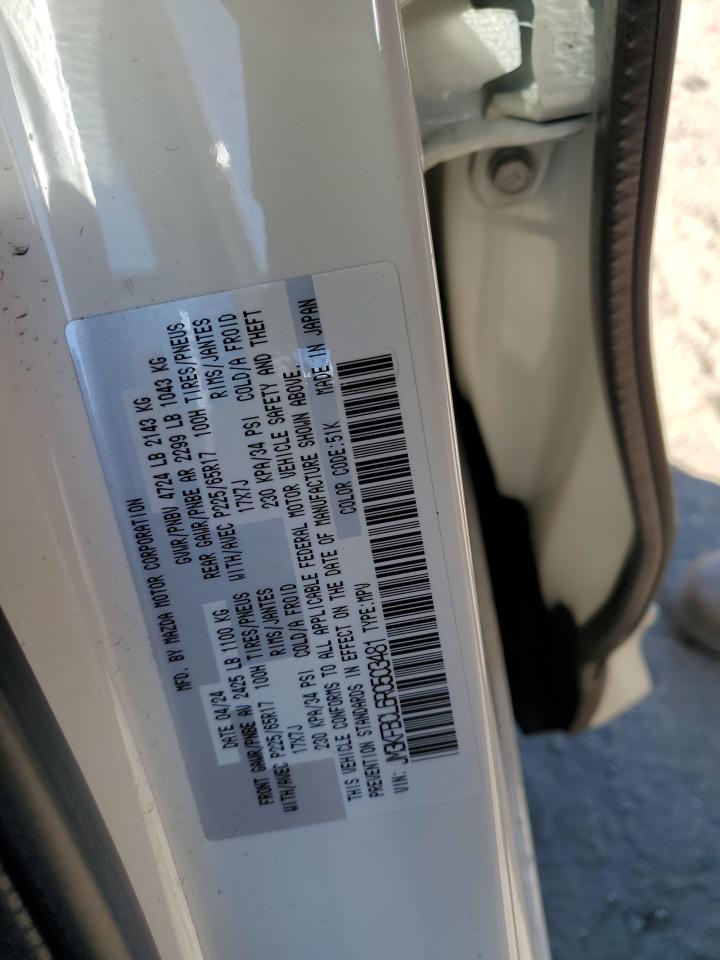 MFD. BY MAZDA MOTOR CORPORATION
DATE 04/24 GVWR/PNBV 4724 LB 2143 KG
FRONT GAWR/PNBE AV 2425 LB 1100 KG REAR GAWR/PNBE AR 2299 LB 1043 KG
WITH/AVEC P225/65R17 100H TIRES/PNEUS WITH/AVEC P225/65R17 100H TIRES/PNEUS
17X7J RIMS/JANTES 17X7J RIMS/JANTES
230 KPA/34 PSI COLD/A FROID 230 KPA/34 PSI COLD/A FROID
THIS VEHICLE CONFORMS TO ALL APPLICABLE FEDERAL MOTOR VEHICLE SAFETY AND THEFT
PREVENTION STANDARDS IN EFFECT ON THE DATE OF MANUFACTURE SHOWN ABOVE.
VIN: JM3KFBCL6R0503481 TYPE:MPV COLOR CODE:51K MADE IN JAPAN